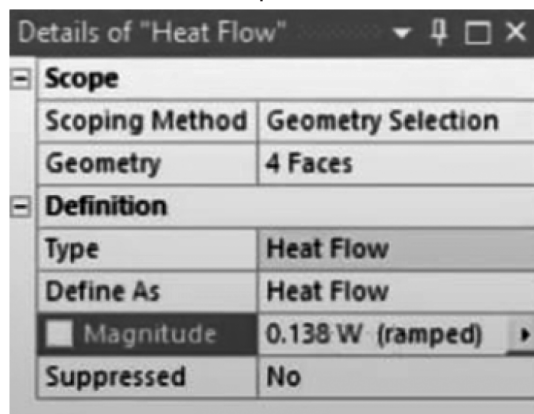 Details of "Heat Flow"
Scope
Scoping Method Geometry Selection
Geometry 4 Faces
Definition
Type Heat Flow
Define As Heat Flow
Magnitude 0.138 W (ramped)
Suppressed No